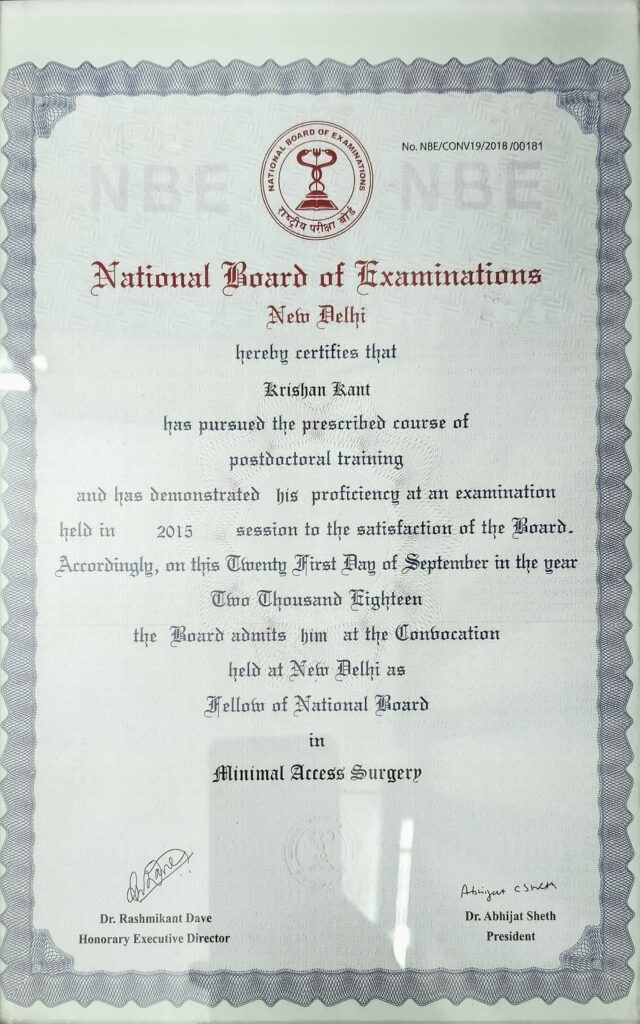 NATIONAL BOARD OF EXAMINATIONS
राष्ट्रीय परीक्षा बोर्ड
No. NBE/CONV19/2018 /00181
NBE NBE
National Board of Examinations
New Delhi
hereby certifies that
Krishan Kant
has pursued the prescribed course of
postdoctoral training
and has demonstrated his proficiency at an examination
held in 2015 session to the satisfaction of the Board.
Accordingly, on this Twenty First Day of September in the year
Two Thousand Eighteen
the Board admits him at the Convocation
held at New Delhi as
Fellow of National Board
in
Minimal Access Surgery
Abhijat C Sheth
Dr. Rashmikant Dave Dr. Abhijat Sheth
Honorary Executive Director President